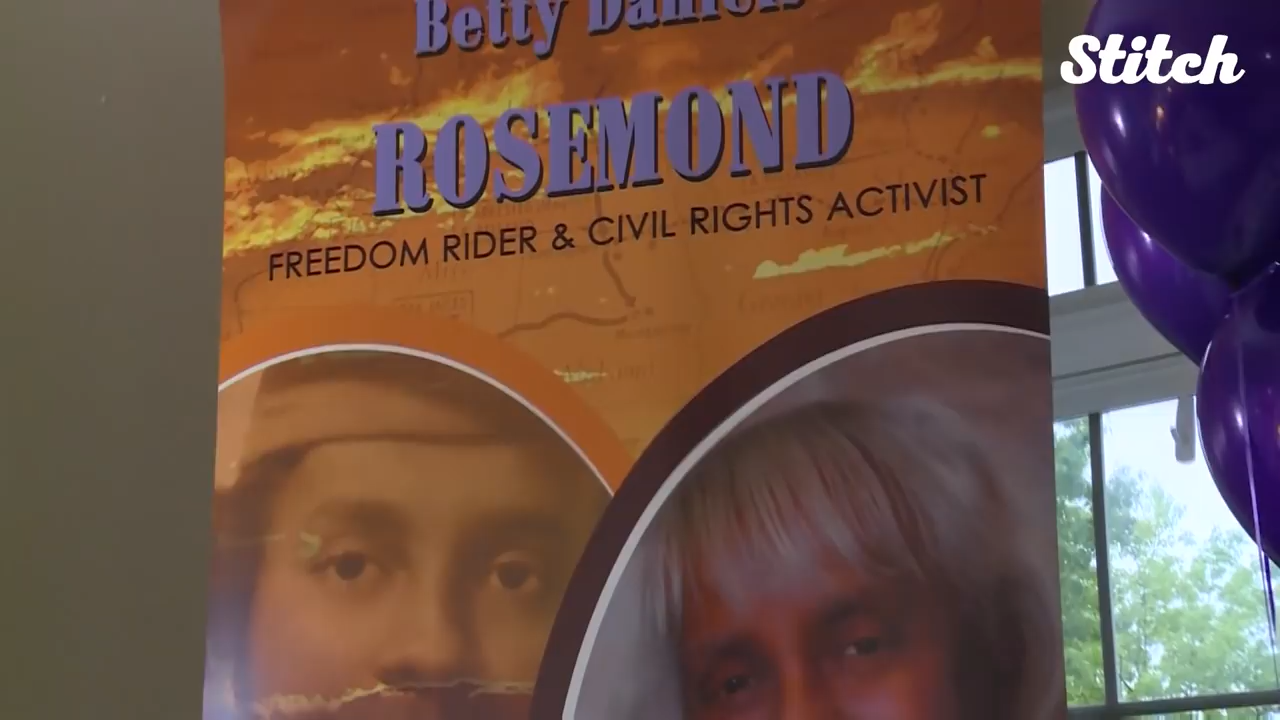 Stitch
Betty Daniels
ROSEMOND
FREEDOM RIDER & CIVIL RIGHTS ACTIVIST